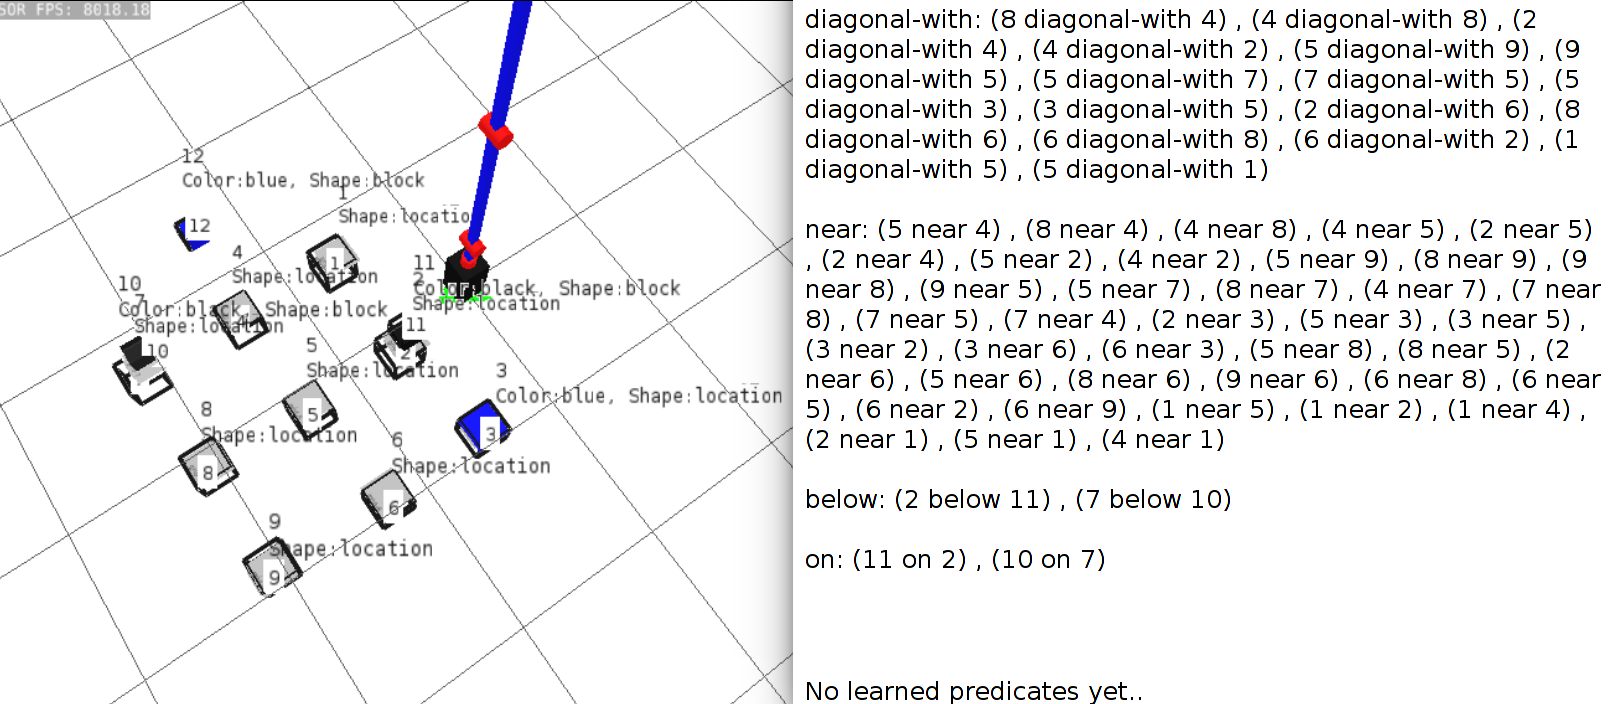 SOR FPS: 8018.18
12
Color:blue, Shape:block
1
Shape:locatio
12
4
1
11
Shape:location
10
2
Color:black, Shape:block
7
Shape:location
Color:black, Shape:block
4
Shape:location
11
5
10
2
Shape:location
3
Color:blue, Shape:location
8
5
Shape:location
6
3
Shape:location
8
6
9
Shape:location
9
diagonal-with: (8 diagonal-with 4) , (4 diagonal-with 8) , (2
diagonal-with 4) , (4 diagonal-with 2) , (5 diagonal-with 9) , (9
diagonal-with 5) , (5 diagonal-with 7) , (7 diagonal-with 5) , (5
diagonal-with 3) , (3 diagonal-with 5) , (2 diagonal-with 6) , (8
diagonal-with 6) , (6 diagonal-with 8) , (6 diagonal-with 2) , (1
diagonal-with 5) , (5 diagonal-with 1)
near: (5 near 4) , (8 near 4) , (4 near 8) , (4 near 5) , (2 near 5)
, (2 near 4) , (5 near 2) , (4 near 2) , (5 near 9) , (8 near 9) , (9
near 8) , (9 near 5) , (5 near 7) , (8 near 7) , (4 near 7) , (7 near
8) , (7 near 5) , (7 near 4) , (2 near 3) , (5 near 3) , (3 near 5) ,
(3 near 2) , (3 near 6) , (6 near 3) , (5 near 8) , (8 near 5) , (2
near 6) , (5 near 6) , (8 near 6) , (9 near 6) , (6 near 8) , (6 near
5) , (6 near 2) , (6 near 9) , (1 near 5) , (1 near 2) , (1 near 4) ,
(2 near 1) , (5 near 1) , (4 near 1)
below: (2 below 11) , (7 below 10)
on: (11 on 2) , (10 on 7)
No learned predicates yet..